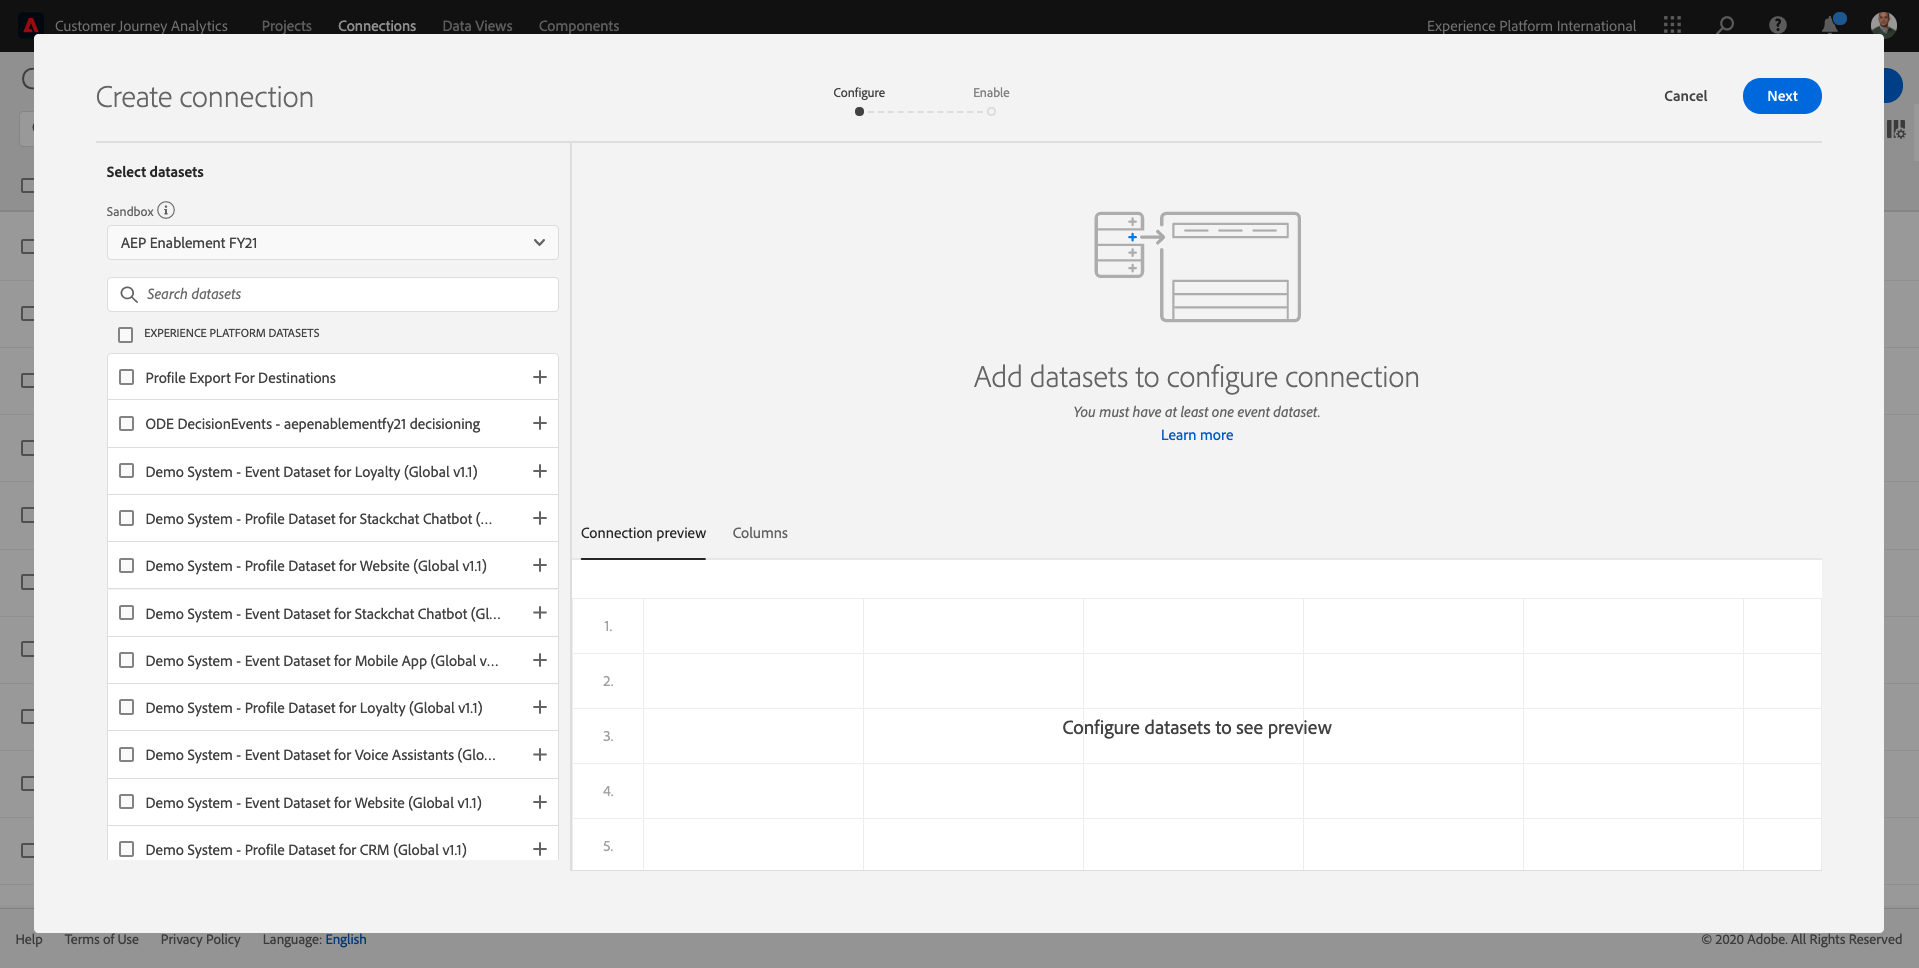 Customer Journey Analytics Projects Connections Data Views Components Experience Platform International
Create connection
Configure Enable
Cancel Next
Select datasets
Sandbox
AEP Enablement FY21
Search datasets
EXPERIENCE PLATFORM DATASETS
Profile Export For Destinations
ODE DecisionEvents - aepenablementfy21 decisioning
Demo System - Event Dataset for Loyalty (Global v1.1)
Demo System - Profile Dataset for Stackchat Chatbot (...
Demo System - Profile Dataset for Website (Global v1.1)
Demo System - Event Dataset for Stackchat Chatbot (Gl...
Demo System - Event Dataset for Mobile App (Global v...
Demo System - Profile Dataset for Loyalty (Global v1.1)
Demo System - Event Dataset for Voice Assistants (Glo...
Demo System - Event Dataset for Website (Global v1.1)
Demo System - Profile Dataset for CRM (Global v1.1)
Add datasets to configure connection
You must have at least one event dataset.
Learn more
Connection preview Columns
1.
2.
3.
Configure datasets to see preview
4.
5.
Help Terms of Use Privacy Policy Language: English © 2020 Adobe. All Rights Reserved